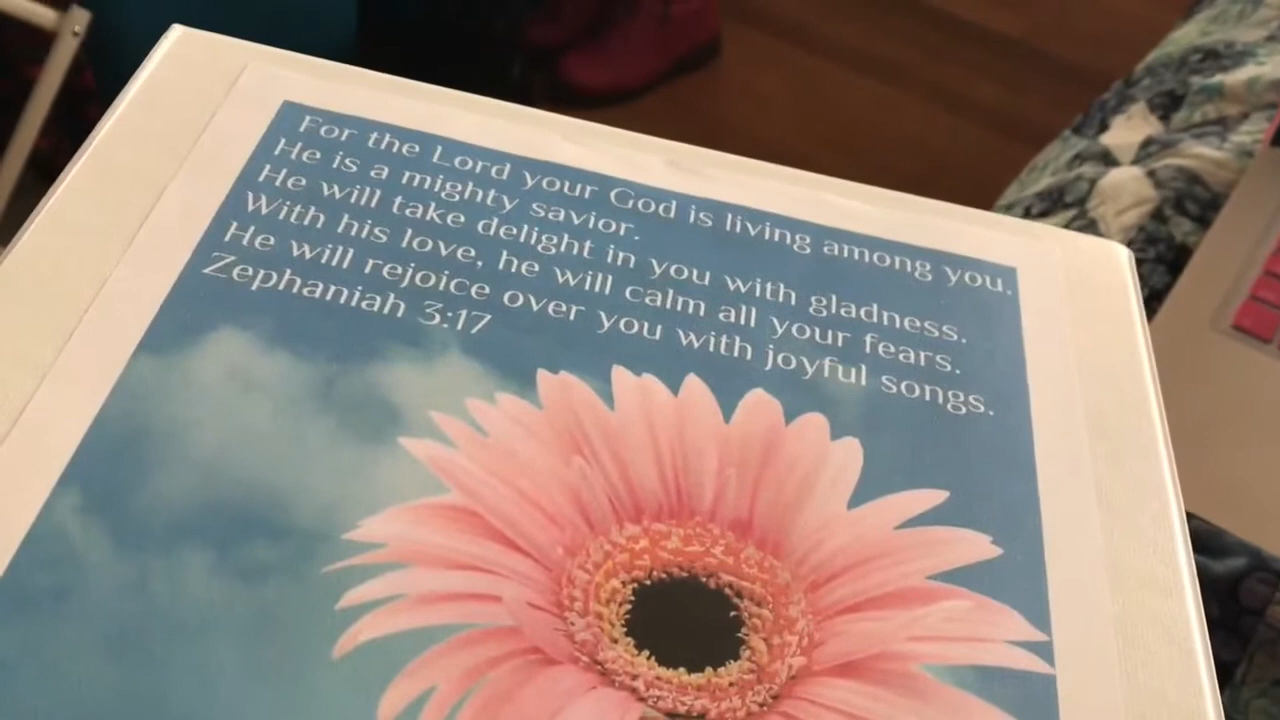 For the Lord your God is living among you.
He is a mighty savior.
He will take delight in you with gladness.
With his love, he will calm all your fears.
He will rejoice over you with joyful songs.
Zephaniah 3:17